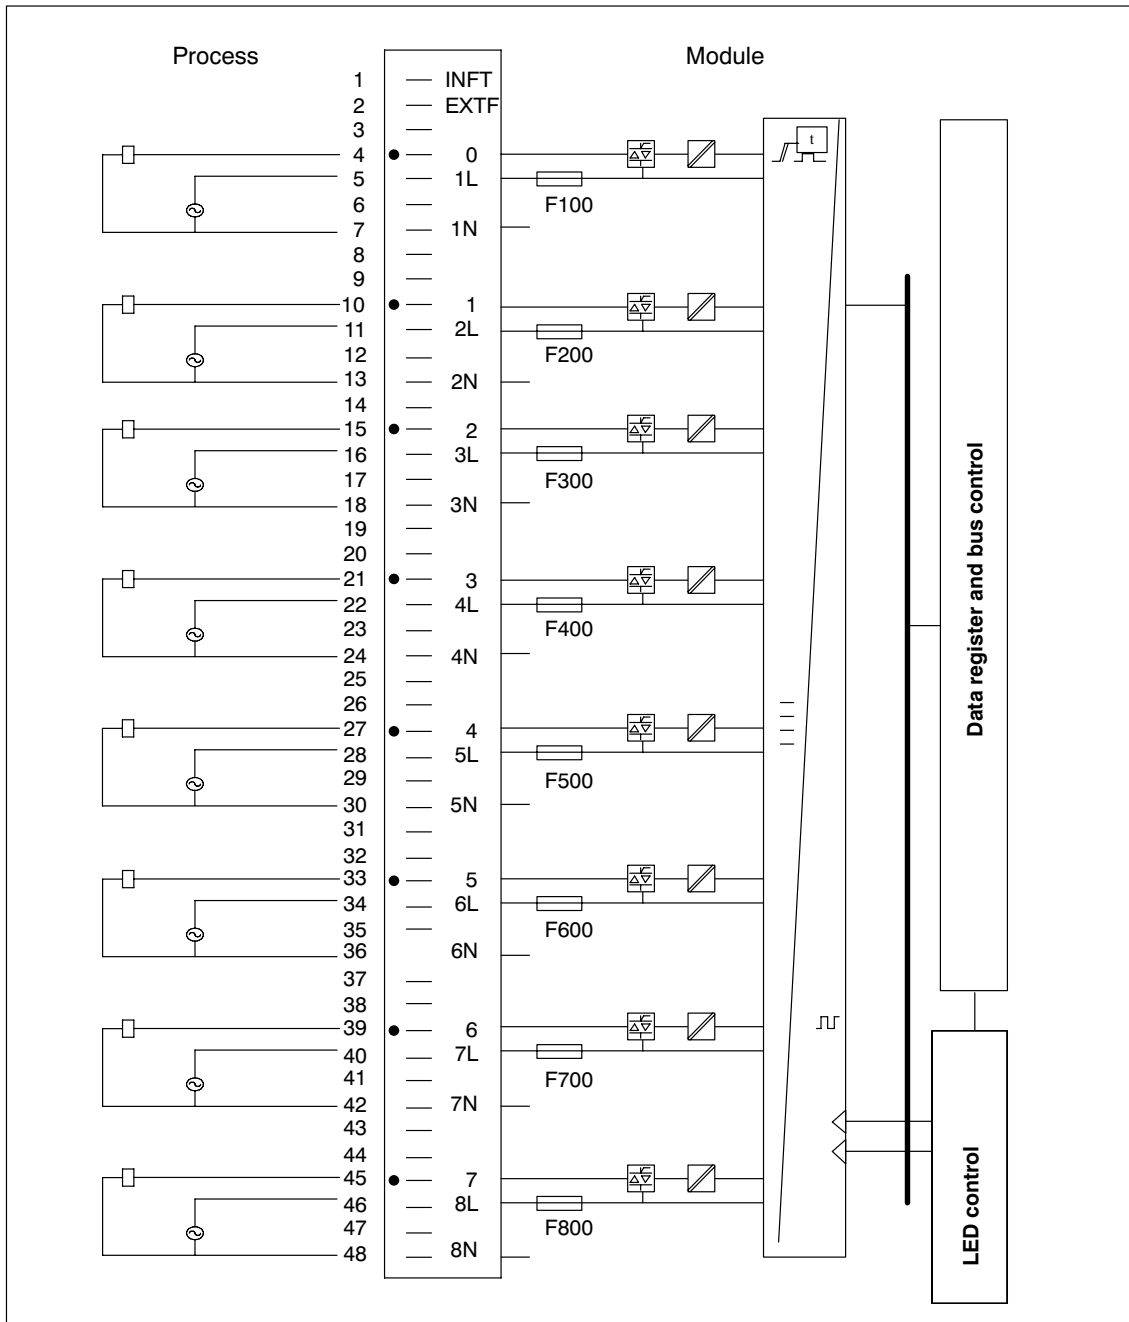 Process Module
1 INFT
2 EXTF
3
4 0
t
5 1L
F100
6
7 1N
8
9
10 1
11 2L
F200
12
13 2N
14
15 2
16 3L
F300
17
18 3N
19
20
21 3
22 4L
F400
23
24 4N
25
26
27 4
28 5L
F500
29
30 5N
31
32
33 5
34 6L
F600
35
36 6N
37
38
39 6
40 7L
F700
41
42 7N
43
44
45 7
46 8L
F800
47
48 8N
Data register and bus control
LED control